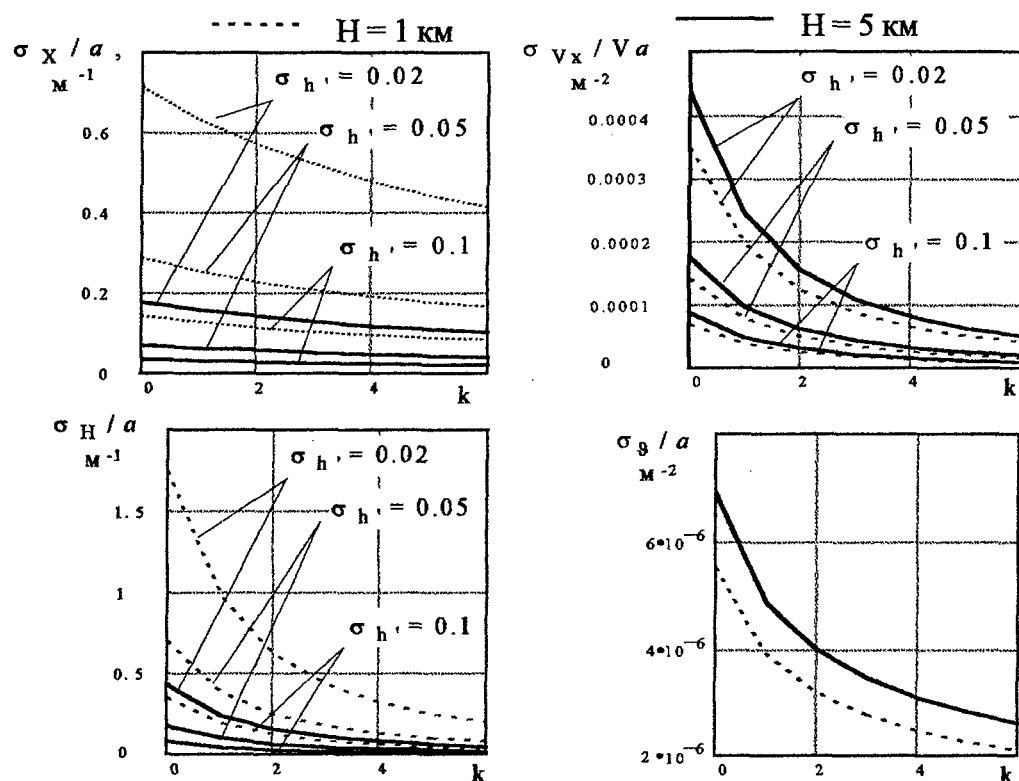 H = 1 км
H = 5 км
σ X / a ,
м -1
σ h ' = 0.02
σ h ' = 0.05
σ h ' = 0.1
0.6
0.4
0.2
0
0 2 4
k
σ Vx / V a
м -2
σ h ' = 0.02
σ h ' = 0.05
σ h ' = 0.1
0.0004
0.0003
0.0002
0.0001
0
0 2 4
k
σ H / a
м -1
σ h ' = 0.02
σ h ' = 0.05
σ h ' = 0.1
1.5
1
0.5
0
0 2 4
k
σ ϑ / a
м -2
6•10 -6
4•10 -6
2•10 -6
0 2 4
k